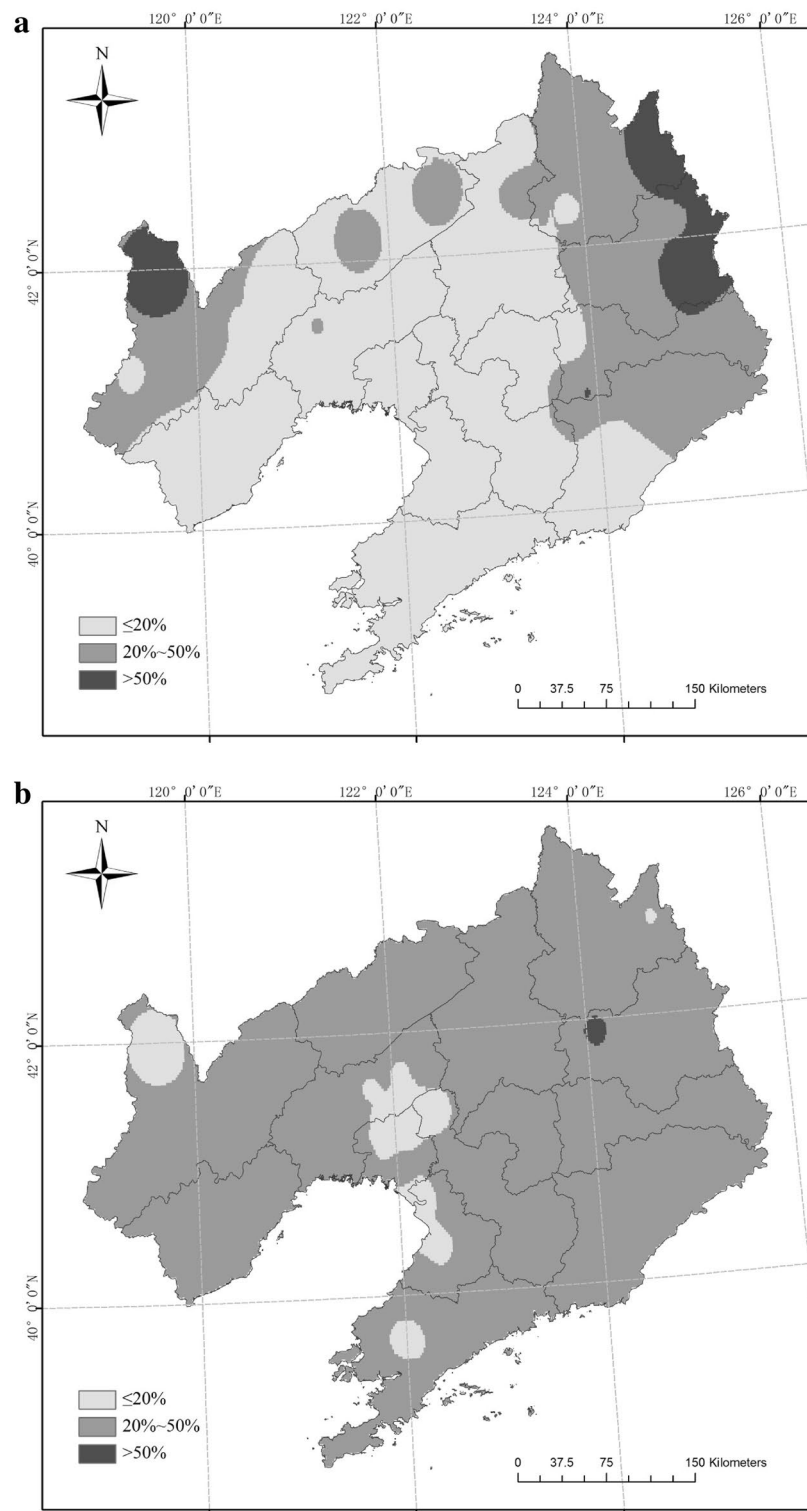 a
120° 0′ 0″E 122° 0′ 0″E 124° 0′ 0″E 126° 0′ 0″E
N
42° 0′ 0″N
40° 0′ 0″N
≤20%
20%~50%
>50%
0 37.5 75 150 Kilometers
b
120° 0′ 0″E 122° 0′ 0″E 124° 0′ 0″E 126° 0′ 0″E
N
42° 0′ 0″N
40° 0′ 0″N
≤20%
20%~50%
>50%
0 37.5 75 150 Kilometers